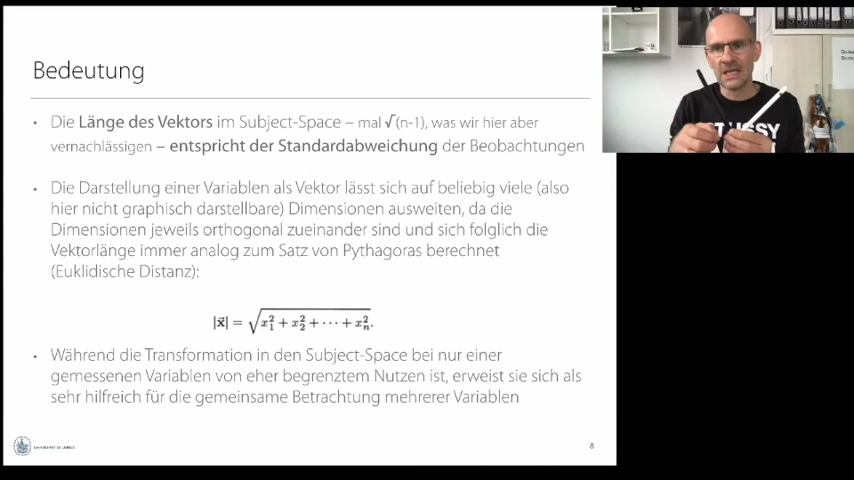 Bedeutung
• Die Länge des Vektors im Subject-Space – mal √(n-1), was wir hier aber
vernachlässigen – entspricht der Standardabweichung der Beobachtungen
• Die Darstellung einer Variablen als Vektor lässt sich auf beliebig viele (also
hier nicht graphisch darstellbare) Dimensionen ausweiten, da die
Dimensionen jeweils orthogonal zueinander sind und sich folglich die
Vektorlänge immer analog zum Satz von Pythagoras berechnet
(Euklidische Distanz):
|x⃗| = √(x₁² + x₂² + ··· + xₙ²).
• Während die Transformation in den Subject-Space bei nur einer
gemessenen Variablen von eher begrenztem Nutzen ist, erweist sie sich als
sehr hilfreich für die gemeinsame Betrachtung mehrerer Variablen
UNIVERSITÄT ZU LÜBECK
8